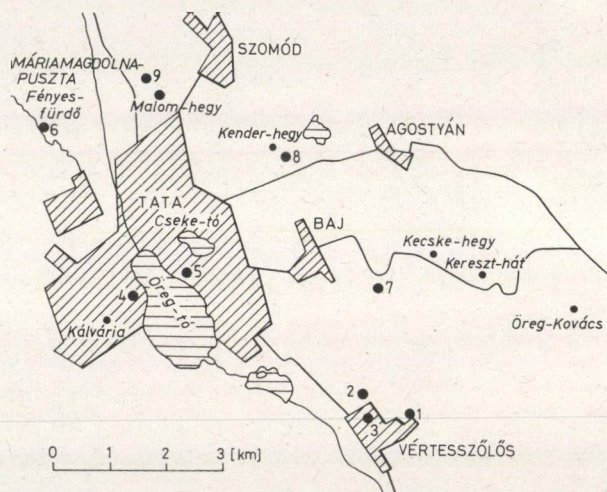 SZOMÓD
MÁRIAMAGDOLNA-
PUSZTA
Fényes-
fürdő
6
9
Malom-hegy
Kender-hegy
8
AGOSTYÁN
TATA
Cseke-tó
5
BAJ
Kecske-hegy
Kereszt-hát
7
Öreg-Kovács
4
Öreg-tó
Kálvária
2
1
3
VÉRTESSZŐLŐS
0 1 2 3 [km]